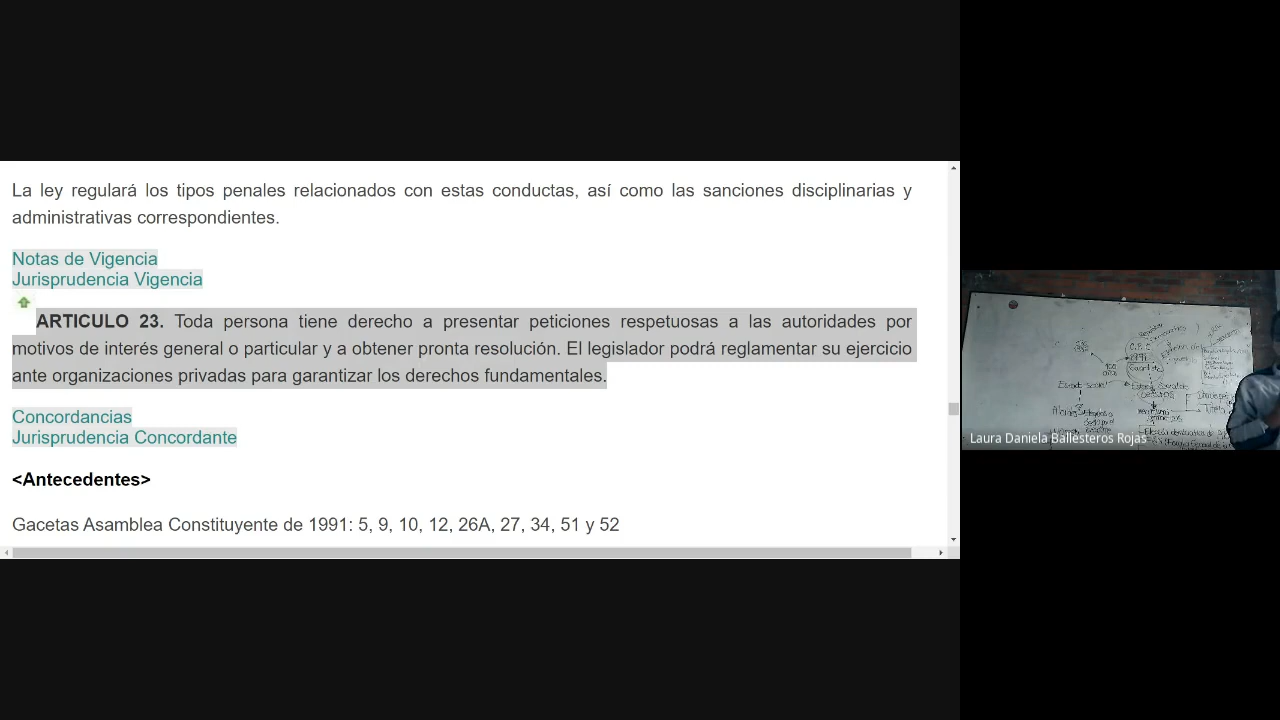 La ley regulará los tipos penales relacionados con estas conductas, así como las sanciones disciplinarias y
administrativas correspondientes.
Notas de Vigencia
Jurisprudencia Vigencia
ARTICULO 23. Toda persona tiene derecho a presentar peticiones respetuosas a las autoridades por
motivos de interés general o particular y a obtener pronta resolución. El legislador podrá reglamentar su ejercicio
ante organizaciones privadas para garantizar los derechos fundamentales.
Concordancias
Jurisprudencia Concordante
<Antecedentes>
Gacetas Asamblea Constituyente de 1991: 5, 9, 10, 12, 26A, 27, 34, 51 y 52
1991
Estado social
Tutela
Laura Daniela Ballesteros Rojas